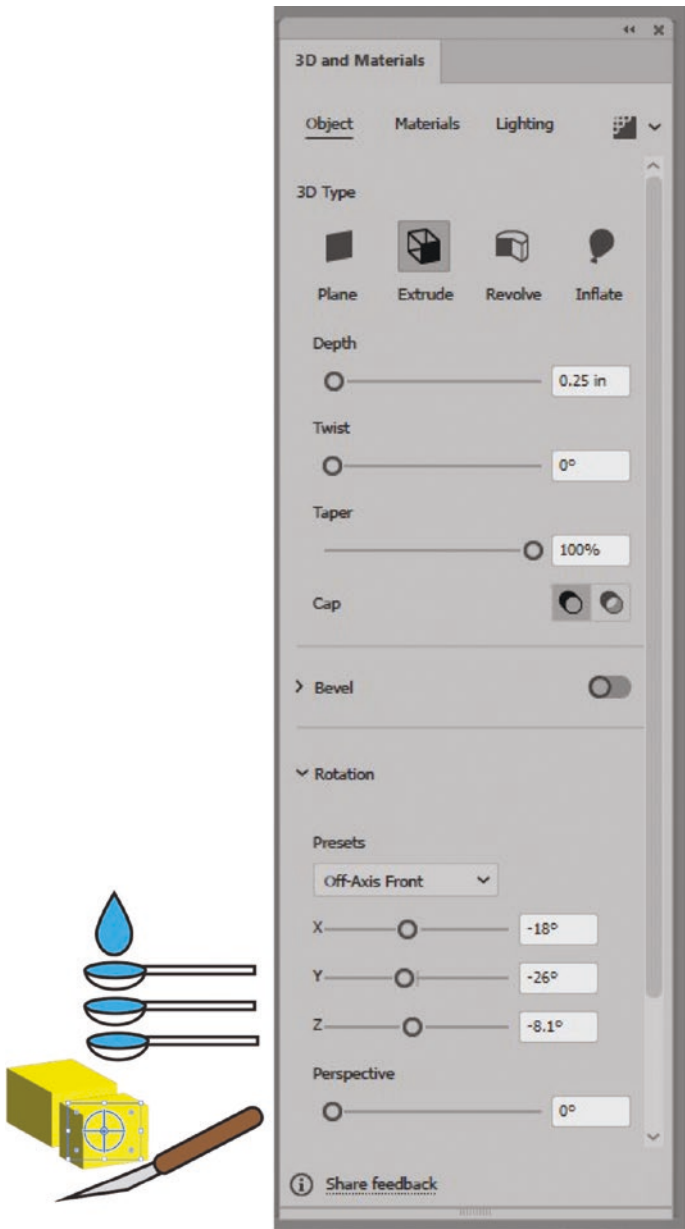 3D and Materials
Object Materials Lighting
3D Type
Plane Extrude Revolve Inflate
Depth
0.25 in
Twist
0°
Taper
100%
Cap
Bevel
Rotation
Presets
Off-Axis Front
X -18°
Y -26°
Z -8.1°
Perspective
0°
Share feedback